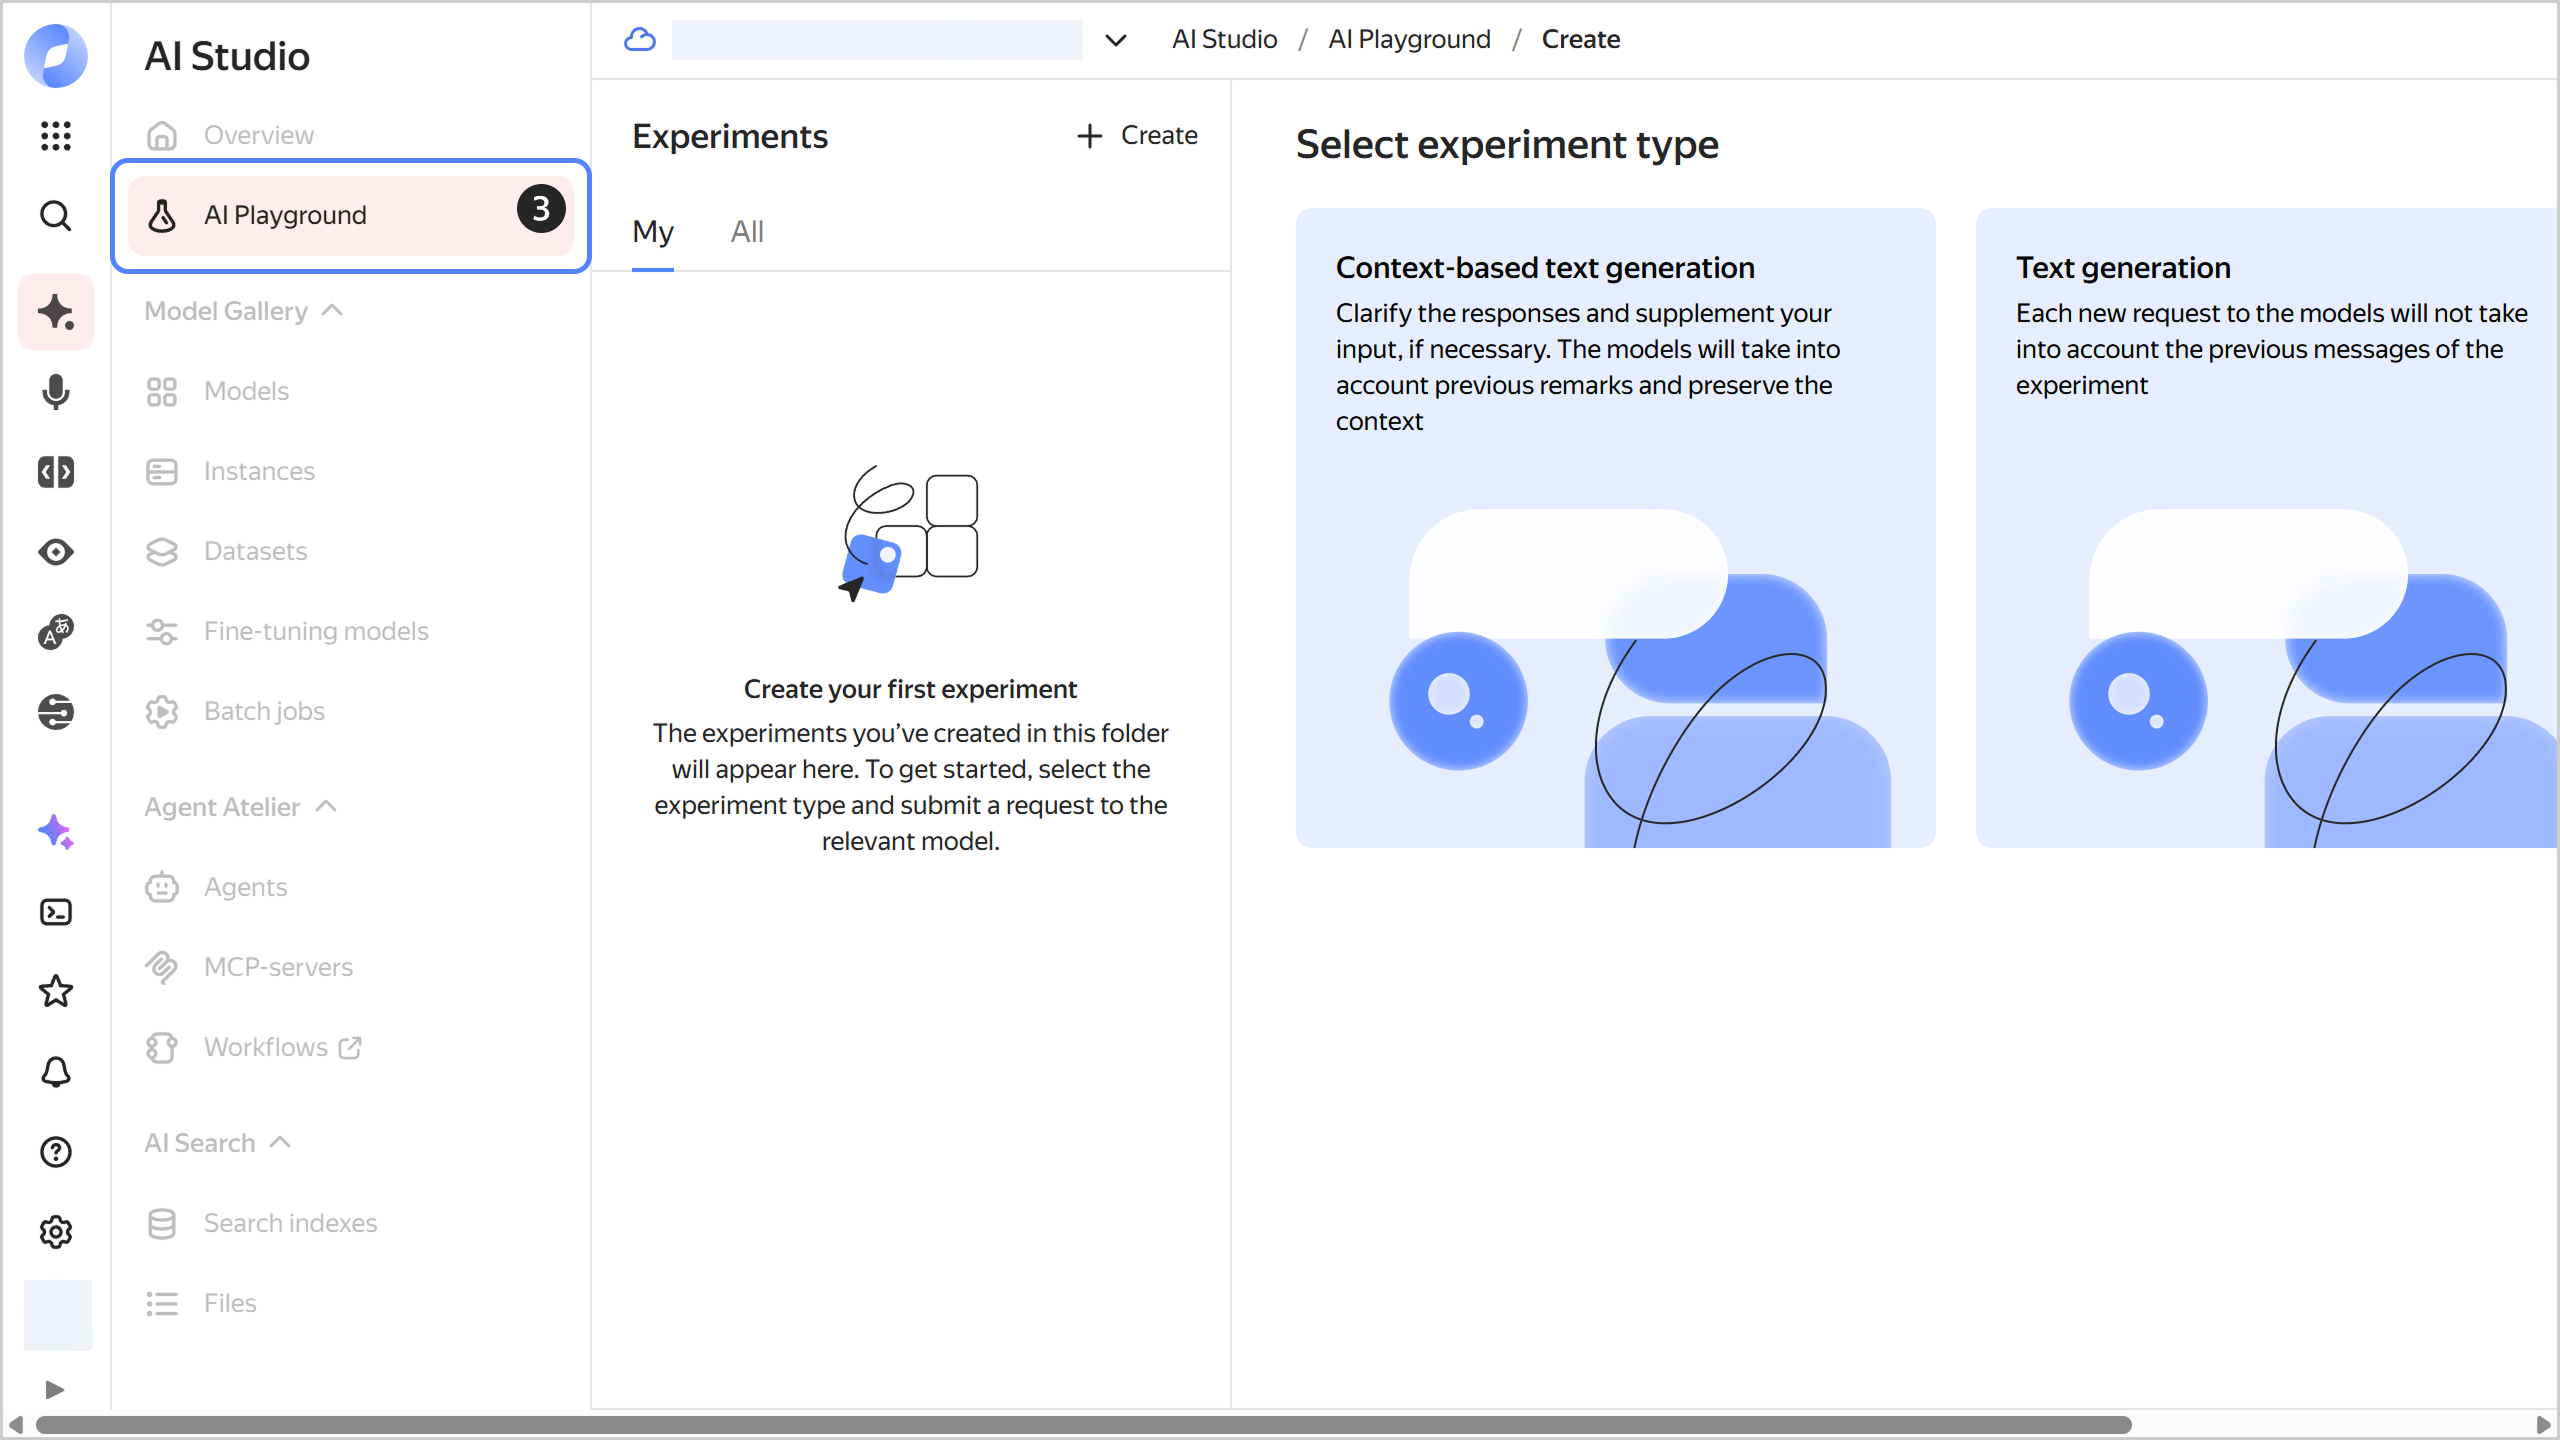 AI Studio
Overview
AI Playground
3
Model Gallery
Models
Instances
Datasets
Fine-tuning models
Batch jobs
Agent Atelier
Agents
MCP-servers
Workflows
AI Search
Search indexes
Files
AI Studio / AI Playground / Create
Experiments
+ Create
My All
Create your first experiment
The experiments you’ve created in this folder
will appear here. To get started, select the
experiment type and submit a request to the
relevant model.
Select experiment type
Context-based text generation
Clarify the responses and supplement your
input, if necessary. The models will take into
account previous remarks and preserve the
context
Text generation
Each new request to the models will not take
into account the previous messages of the
experiment